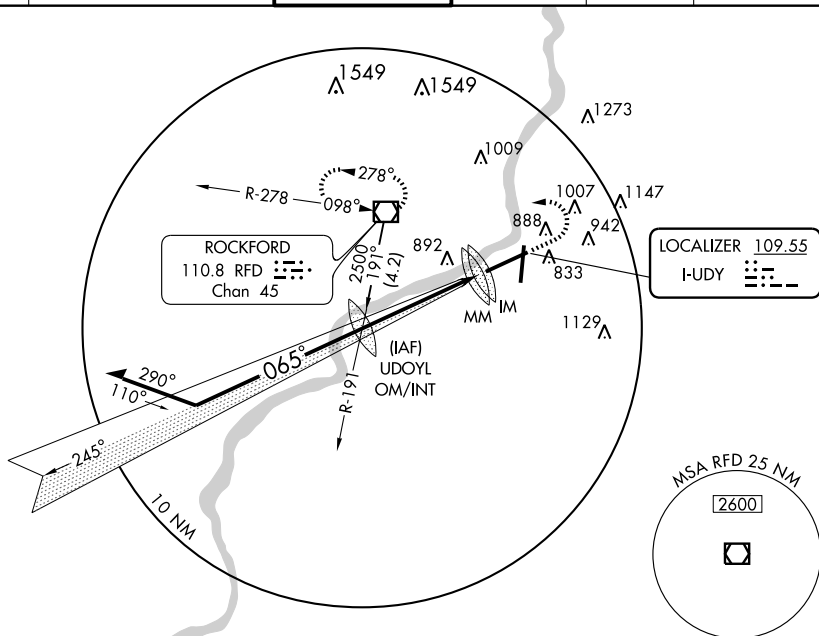 1549
1549
1273
1009
278°
R-278
098°
1007
1147
888
942
892
833
ROCKFORD
110.8 RFD
Chan 45
2500
191°
(4.2)
LOCALIZER 109.55
I-UDY
MM
IM
1129
(IAF)
UDOYL
OM/INT
065°
290°
110°
R-191
245°
10 NM
MSA RFD 25 NM
2600